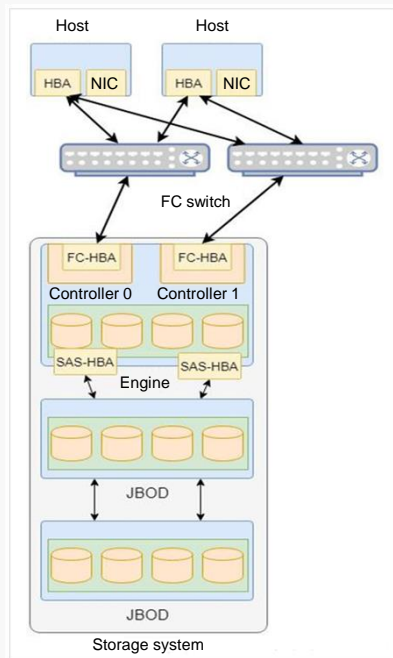 Host Host
HBA NIC HBA NIC
FC switch
FC-HBA FC-HBA
Controller 0 Controller 1
SAS-HBA SAS-HBA
Engine
JBOD
JBOD
Storage system